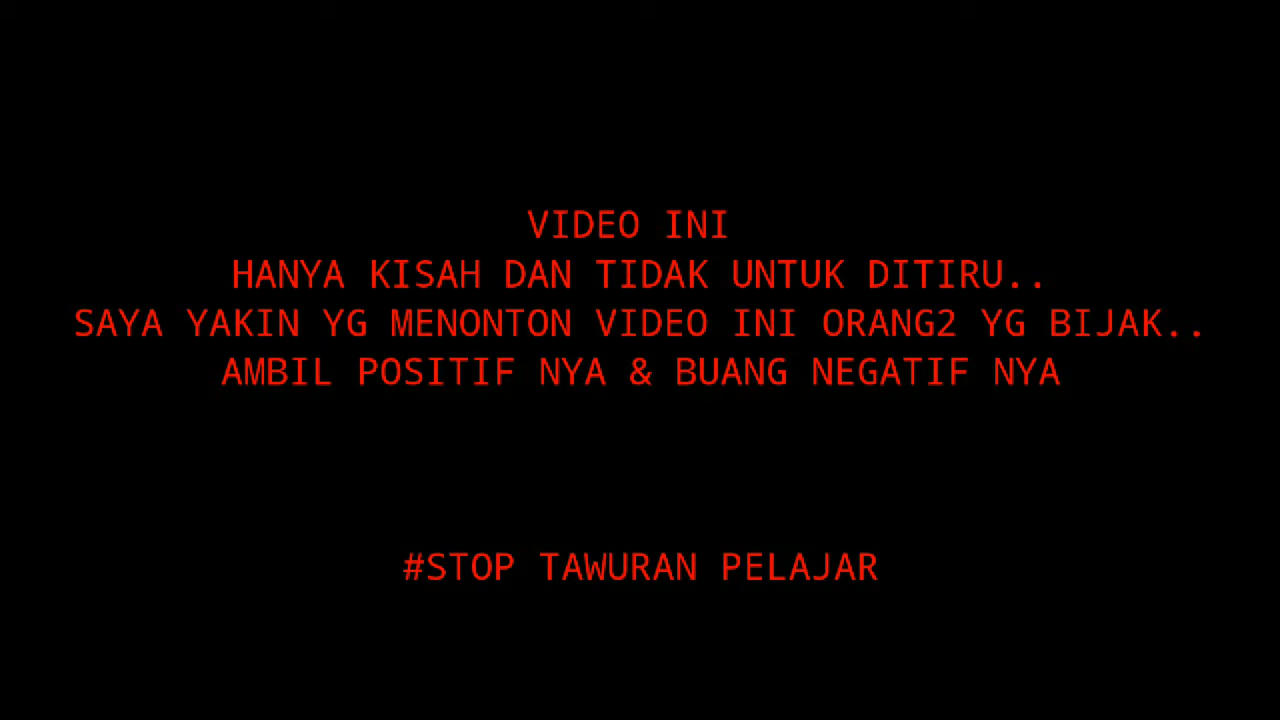 VIDEO INI
HANYA KISAH DAN TIDAK UNTUK DITIRU..
SAYA YAKIN YG MENONTON VIDEO INI ORANG2 YG BIJAK..
AMBIL POSITIF NYA & BUANG NEGATIF NYA
#STOP TAWURAN PELAJAR